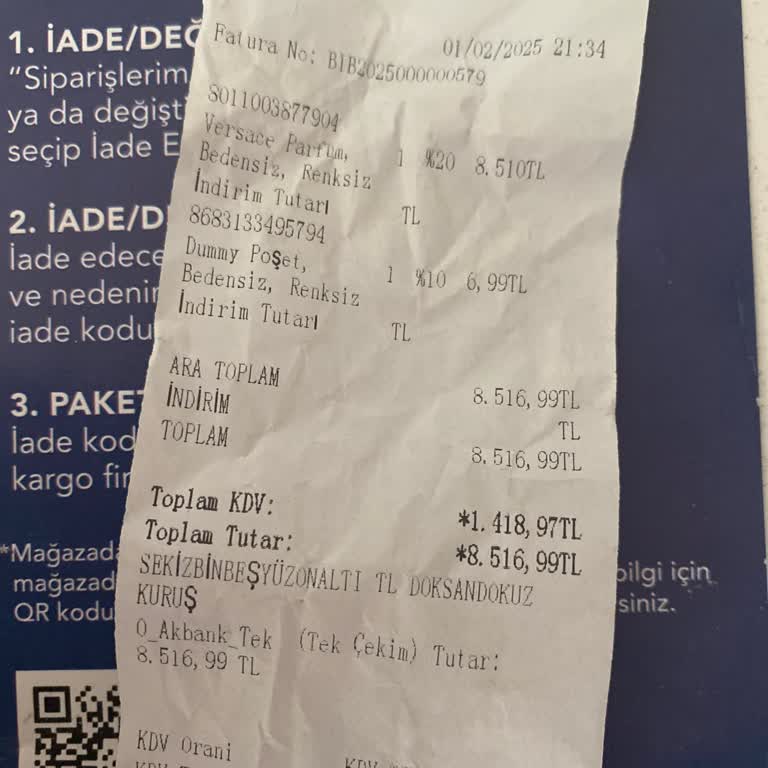 1. İADE/DEĞ
"Siparişlerim
ya da değişti
seçip İade E
2. İADE/D
İade edece
ve nedenin
iade kodu
3. PAKET
İade kod
kargo fir
*Mağazada
mağazad
QR kodu
bilgi için
siniz.
Fatura No: BIB2025000000579
01/02/2025 21:34
8011003877904
Versace Parfum,
Bedensiz, Renksiz 1 %20 8.510TL
İndirim Tutarı TL
8683133495794
Dummy Poşet,
Bedensiz, Renksiz 1 %10 6,99TL
İndirim Tutarı TL
ARA TOPLAM 8.516,99TL
İNDİRİM TL
TOPLAM 8.516,99TL
Toplam KDV: *1.418,97TL
Toplam Tutar: *8.516,99TL
SEKİZBİNBEŞYÜZONALTI TL DOKSANDOKUZ
KURUŞ
0_Akbank_Tek (Tek Çekim) Tutar:
8.516,99 TL
KDV Orani